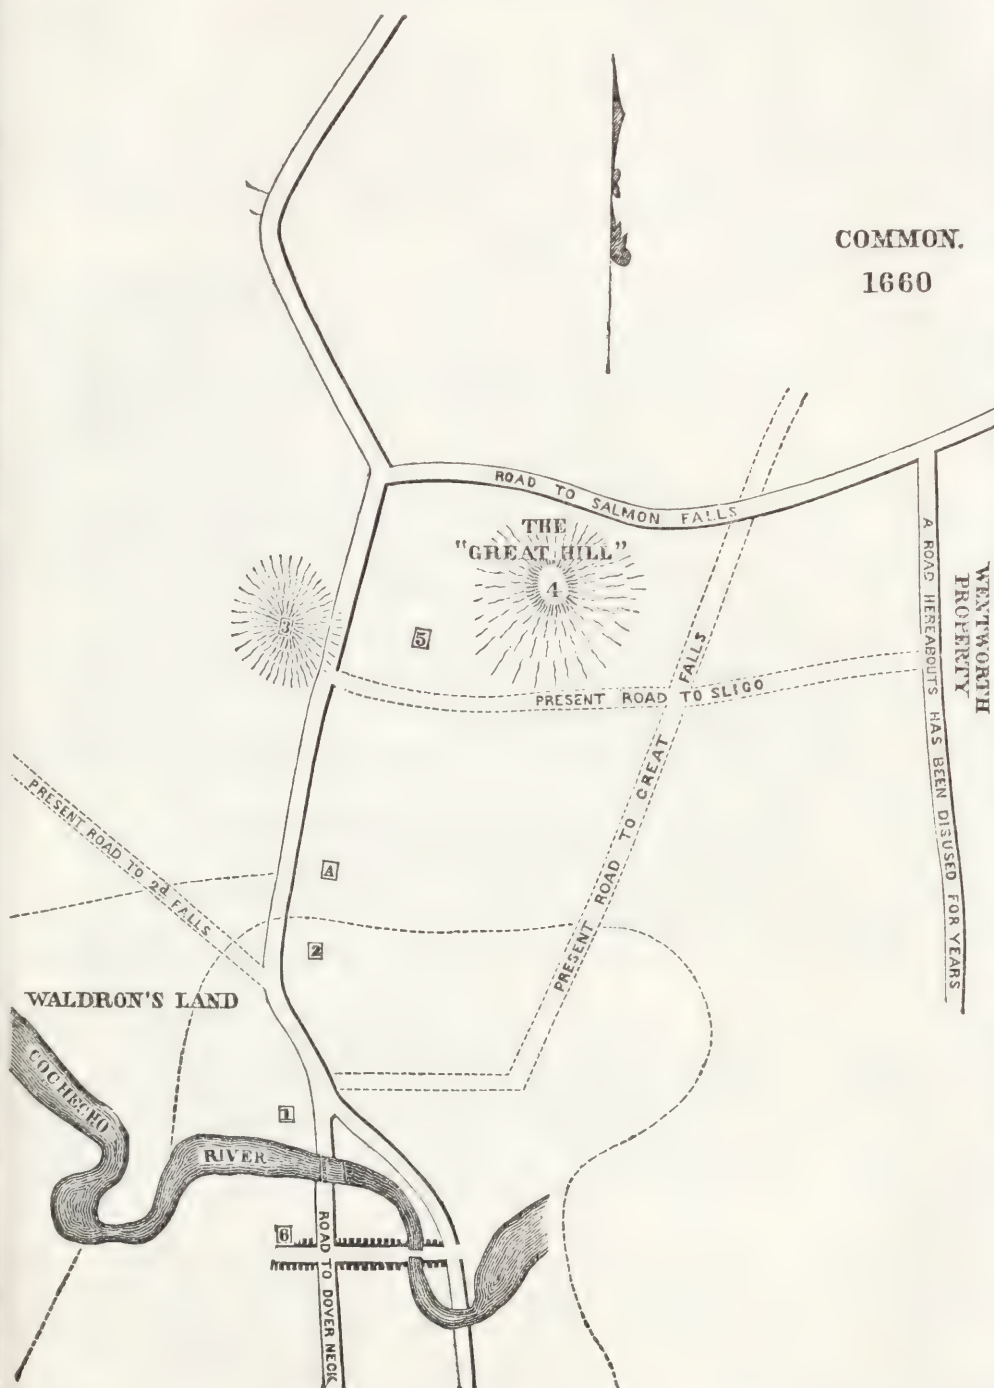 COMMON.
1660
ROAD TO SALMON FALLS
THE
"GREAT HILL"
4
3
5
A ROAD HEREABOUTS HAS BEEN DISUSED FOR YEARS
WENTWORTH
PROPERTY
PRESENT ROAD TO SLIGO
PRESENT ROAD TO GREAT FALLS
PRESENT ROAD TO 2d FALLS
A
2
WALDRON'S LAND
COCHECHO
RIVER
1
6
ROAD TO DOVER NECK